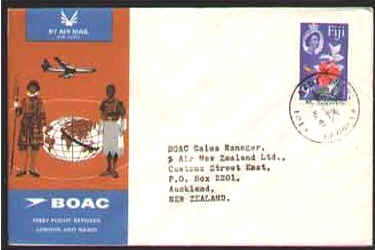 BY AIR MAIL
PAR AVION
Fiji
BOAC Sales Manager,
% Air New Zealand Ltd.,
Customs Street East,
P.O. Box 2201,
Auckland,
NEW ZEALAND.
BOAC
FIRST FLIGHT BETWEEN
LONDON AND NANDI